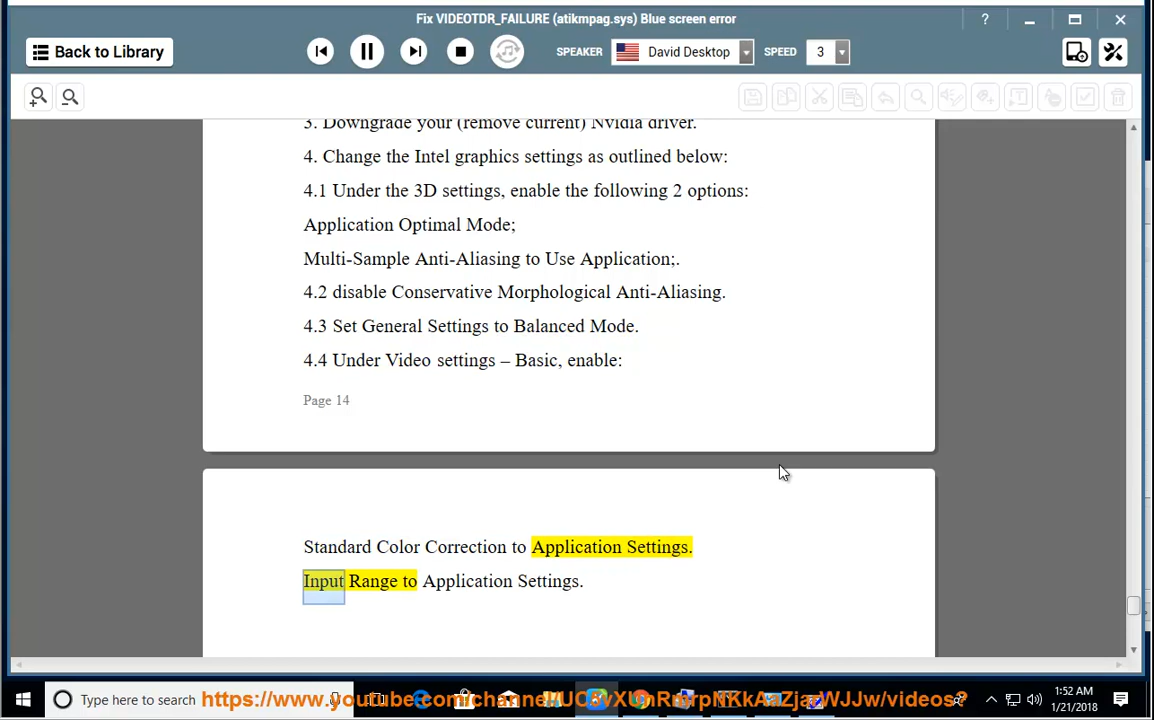 Fix VIDEOTDR_FAILURE (atikmpag.sys) Blue screen error
?
Back to Library
SPEAKER
David Desktop
SPEED
3
3. Downgrade your (remove current) Nvidia driver.
4. Change the Intel graphics settings as outlined below:
4.1 Under the 3D settings, enable the following 2 options:
Application Optimal Mode;
Multi-Sample Anti-Aliasing to Use Application;.
4.2 disable Conservative Morphological Anti-Aliasing.
4.3 Set General Settings to Balanced Mode.
4.4 Under Video settings – Basic, enable:
Page 14
Standard Color Correction to Application Settings.
Input Range to Application Settings.
1:52 AM
Type here to search
1/21/2018